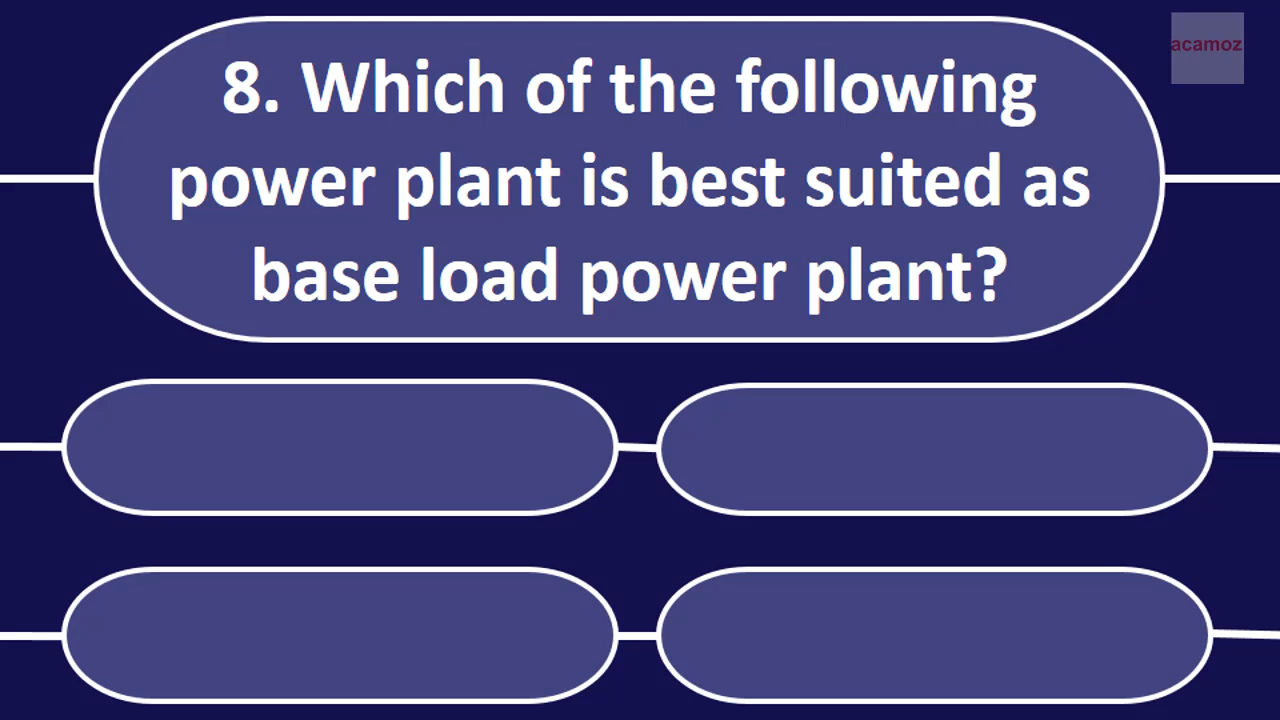 acamoz
8. Which of the following
power plant is best suited as
base load power plant?